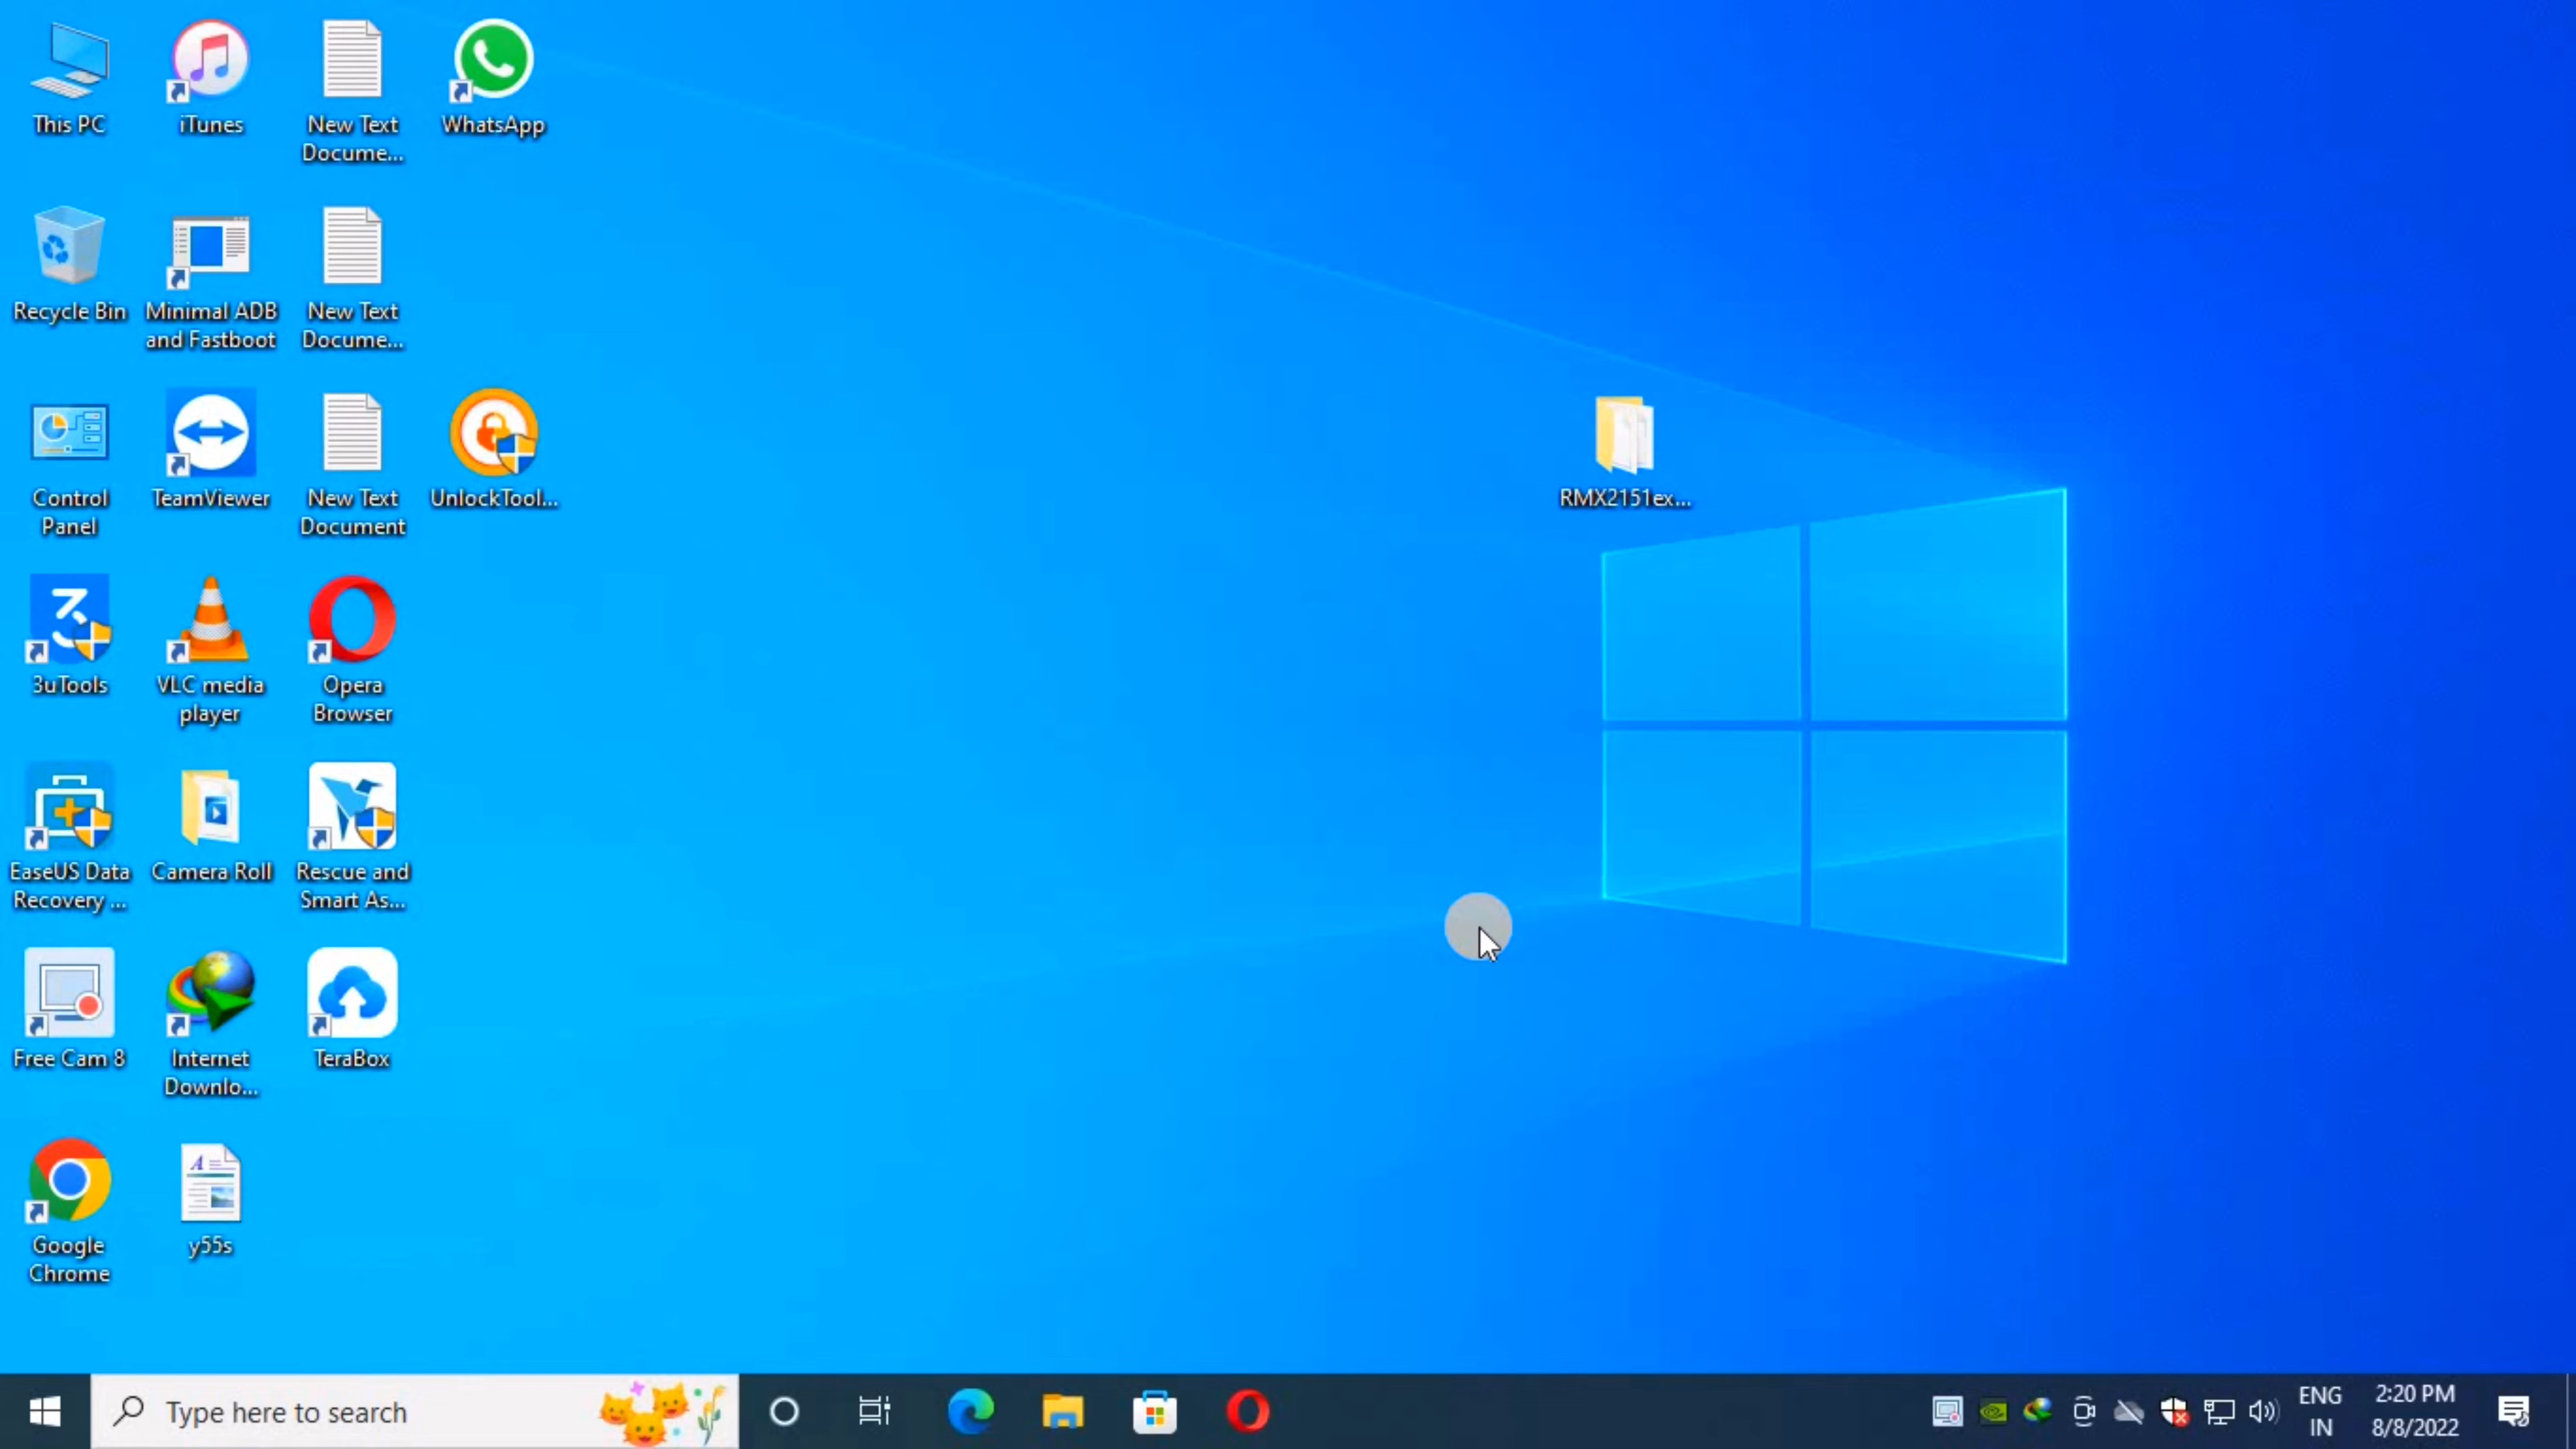 This PC
iTunes
New Text
Docume...
WhatsApp
Recycle Bin
Minimal ADB
and Fastboot
New Text
Docume...
Control
Panel
TeamViewer
New Text
Document
UnlockTool...
RMX2151ex...
3uTools
VLC media
player
Opera
Browser
EaseUS Data
Recovery ...
Camera Roll
Rescue and
Smart As...
Free Cam 8
Internet
Downlo...
TeraBox
Google
Chrome
y55s
Type here to search
ENG
IN
2:20 PM
8/8/2022